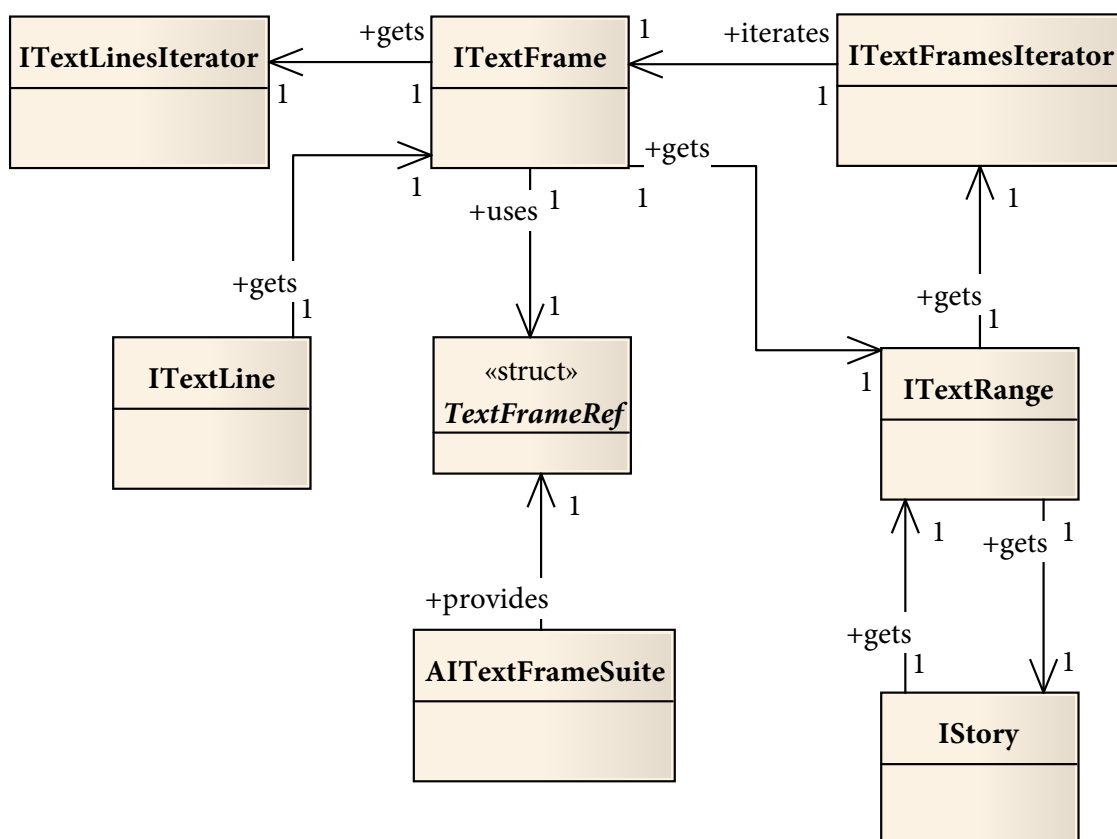 ITextLinesIterator
+gets
1
1
ITextFrame
1
+iterates
1
ITextFramesIterator
1
+gets
1
+uses
1
1
+gets
1
1
+gets
1
1
ITextLine
«struct»
TextFrameRef
1
ITextRange
1
+provides
AITextFrameSuite
1
+gets
1
+gets
1
1
IStory